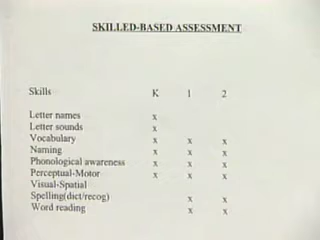 SKILLED-BASED ASSESSMENT
Skills K 1 2
Letter names x
Letter sounds x
Vocabulary x x x
Naming x x x
Phonological awareness x x x
Perceptual-Motor x x x
Visual-Spatial
Spelling(dict/recog) x x
Word reading x x